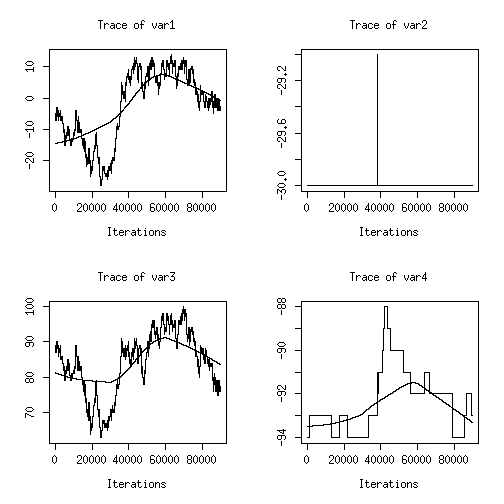 Trace of var1
10
0
-10
-20
0 20000 40000 60000 80000
Iterations
Trace of var2
-29.2
-29.6
-30.0
0 20000 40000 60000 80000
Iterations
Trace of var3
100
90
80
70
0 20000 40000 60000 80000
Iterations
Trace of var4
-88
-90
-92
-94
0 20000 40000 60000 80000
Iterations